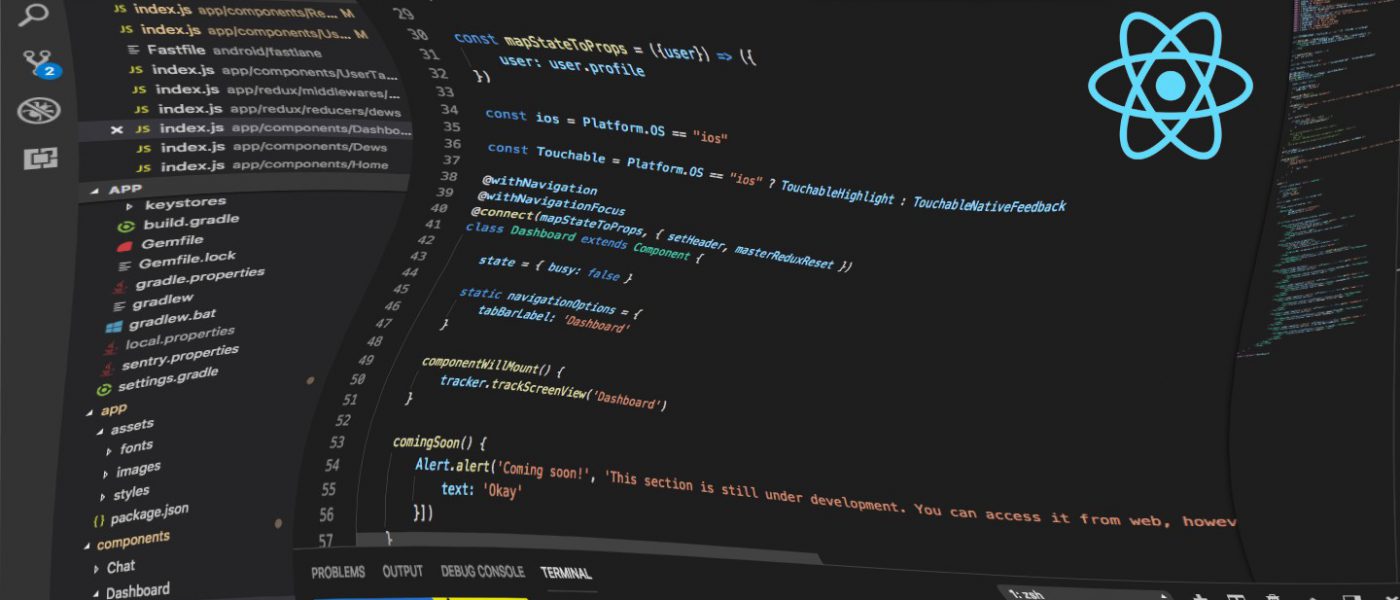 JS index.js app/components/Re... M
JS index.js app/components/Us... M
Fastfile android/fastlane
JS index.js app/components/UserTa...
JS index.js app/redux/middlewares/...
2
JS index.js app/redux/reducers/dews
JS index.js app/components/Dashbo...
JS index.js app/components/Dews
JS index.js app/components/Home
APP
keystores
build.gradle
Gemfile
Gemfile.lock
gradle.properties
gradlew
gradlew.bat
local.properties
sentry.properties
settings.gradle
app
assets
fonts
images
styles
{} package.json
components
Chat
Dashboard
29
30 const mapStateToProps = ({user}) => ({
31 user: user.profile
32 })
33
34 const ios = Platform.OS == "ios"
35
36 const Touchable = Platform.OS == "ios" ? TouchableHighlight : TouchableNativeFeedback
37
38 @withNavigation
39 @withNavigationFocus
40 @connect(mapStateToProps, { setHeader, masterReduxReset })
41 class Dashboard extends Component {
42
43 state = { busy: false }
44
45 static navigationOptions = {
46 tabBarLabel: 'Dashboard'
47 }
48
49 componentWillMount() {
50 tracker.trackScreenView('Dashboard')
51 }
52
53 comingSoon() {
54 Alert.alert('Coming soon!', 'This section is still under development. You can access it from web, howev
55 text: 'Okay'
56 }])
57 }
PROBLEMS OUTPUT DEBUG CONSOLE TERMINAL
1: zsh